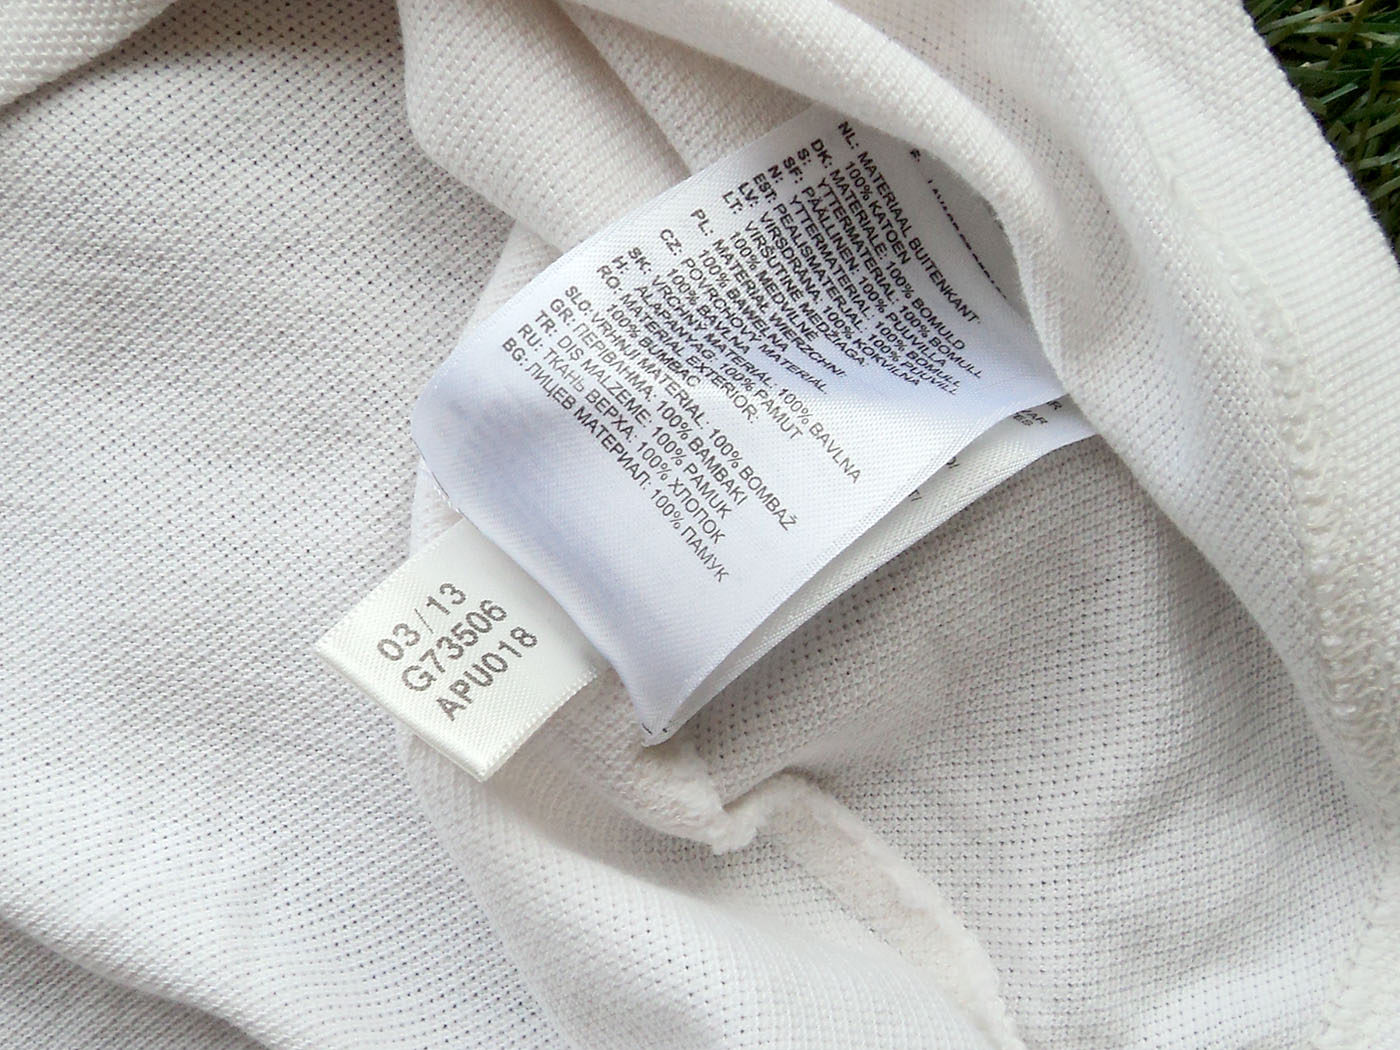 NL: MATERIAAL BUITENKANT:
100% KATOEN
DK: MATERIALE: 100% BOMULD
S: YTTERMATERIAL: 100% BOMULL
SF: PÄÄLLINEN: 100% PUUVILLA
N: YTTERMATERIAL: 100% BOMULL
EST: PEALISMATERJAL: 100% PUUVILL
LV: VIRSDRĀNA: 100% KOKVILNA
LT: VIRŠUTINE MEDŽIAGA:
100% MEDVILNE
PL: MATERIAŁ WIERZCHNI:
100% BAWEŁNA
CZ: POVRCHOVÝ MATERIÁL:
100% BAVLNA
SK: VRCHNÝ MATERIÁL: 100% BAVLNA
H: ALAPANYAG: 100% PAMUT
RO: MATERIAL EXTERIOR:
100% BUMBAC
SLO: VRHNJI MATERIAL: 100% BOMBAŽ
GR: ΠΕΡΙΒΛΗΜΑ: 100% ΒΑΜΒΑΚΙ
TR: DIS MALZEME: 100% PAMUK
RU: ТКАНЬ ВЕРХА: 100% ХЛОПОК
BG: ЛИЦЕВ МАТЕРИАЛ: 100% ПАМУК
03/13
G73506
APU018